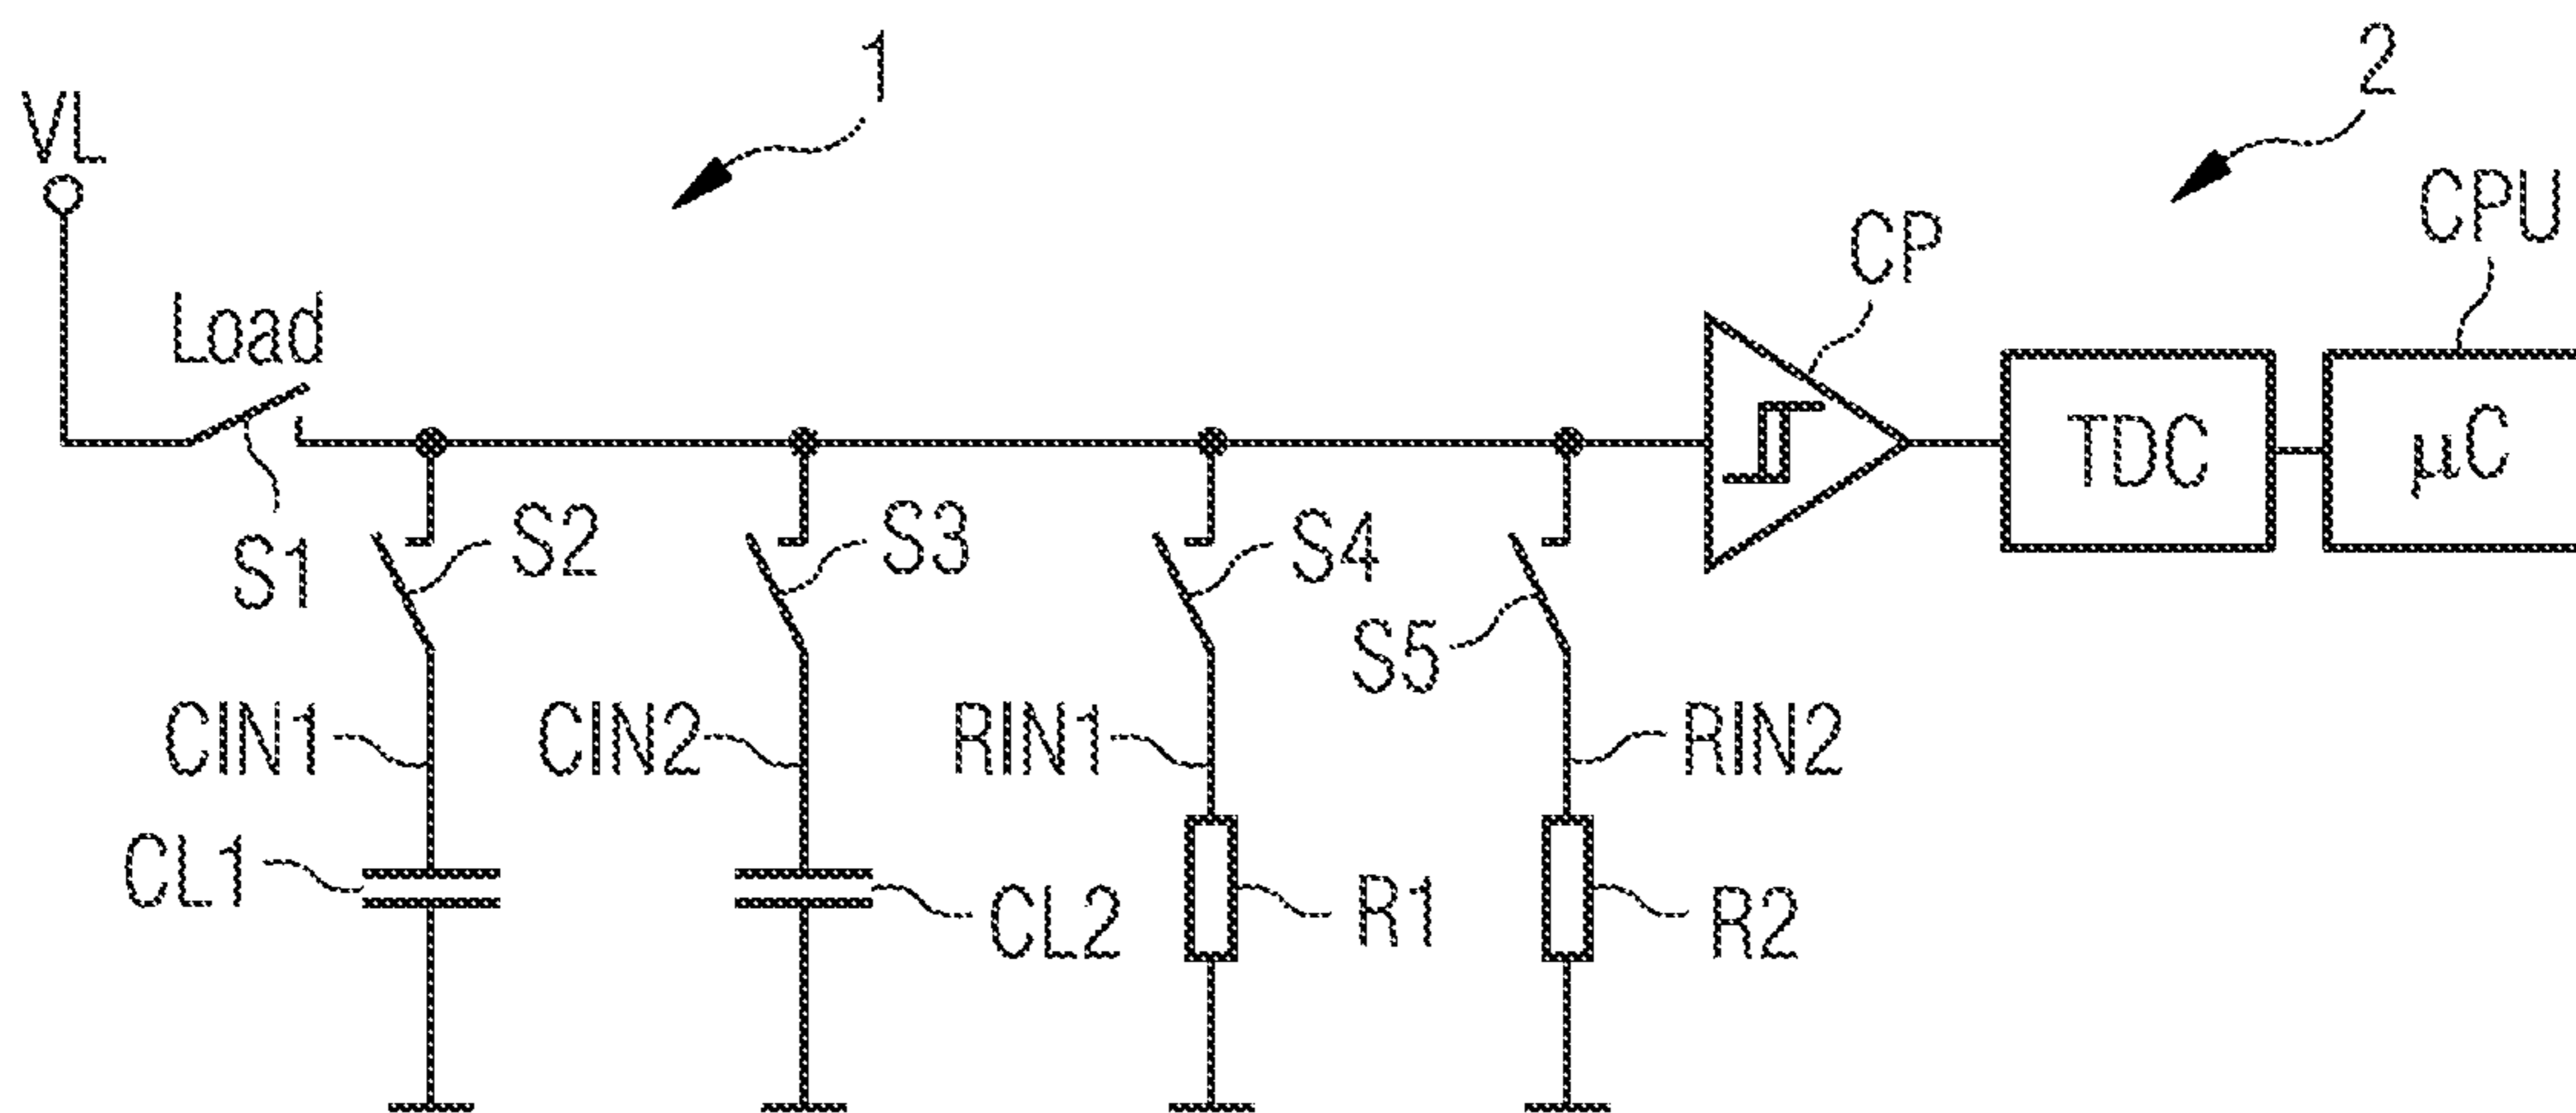 1
2
VL
CPU
CP
Load
TDC
μC
S1
S2
S3
S4
S5
CIN1
CIN2
RIN1
RIN2
CL1
CL2
R1
R2